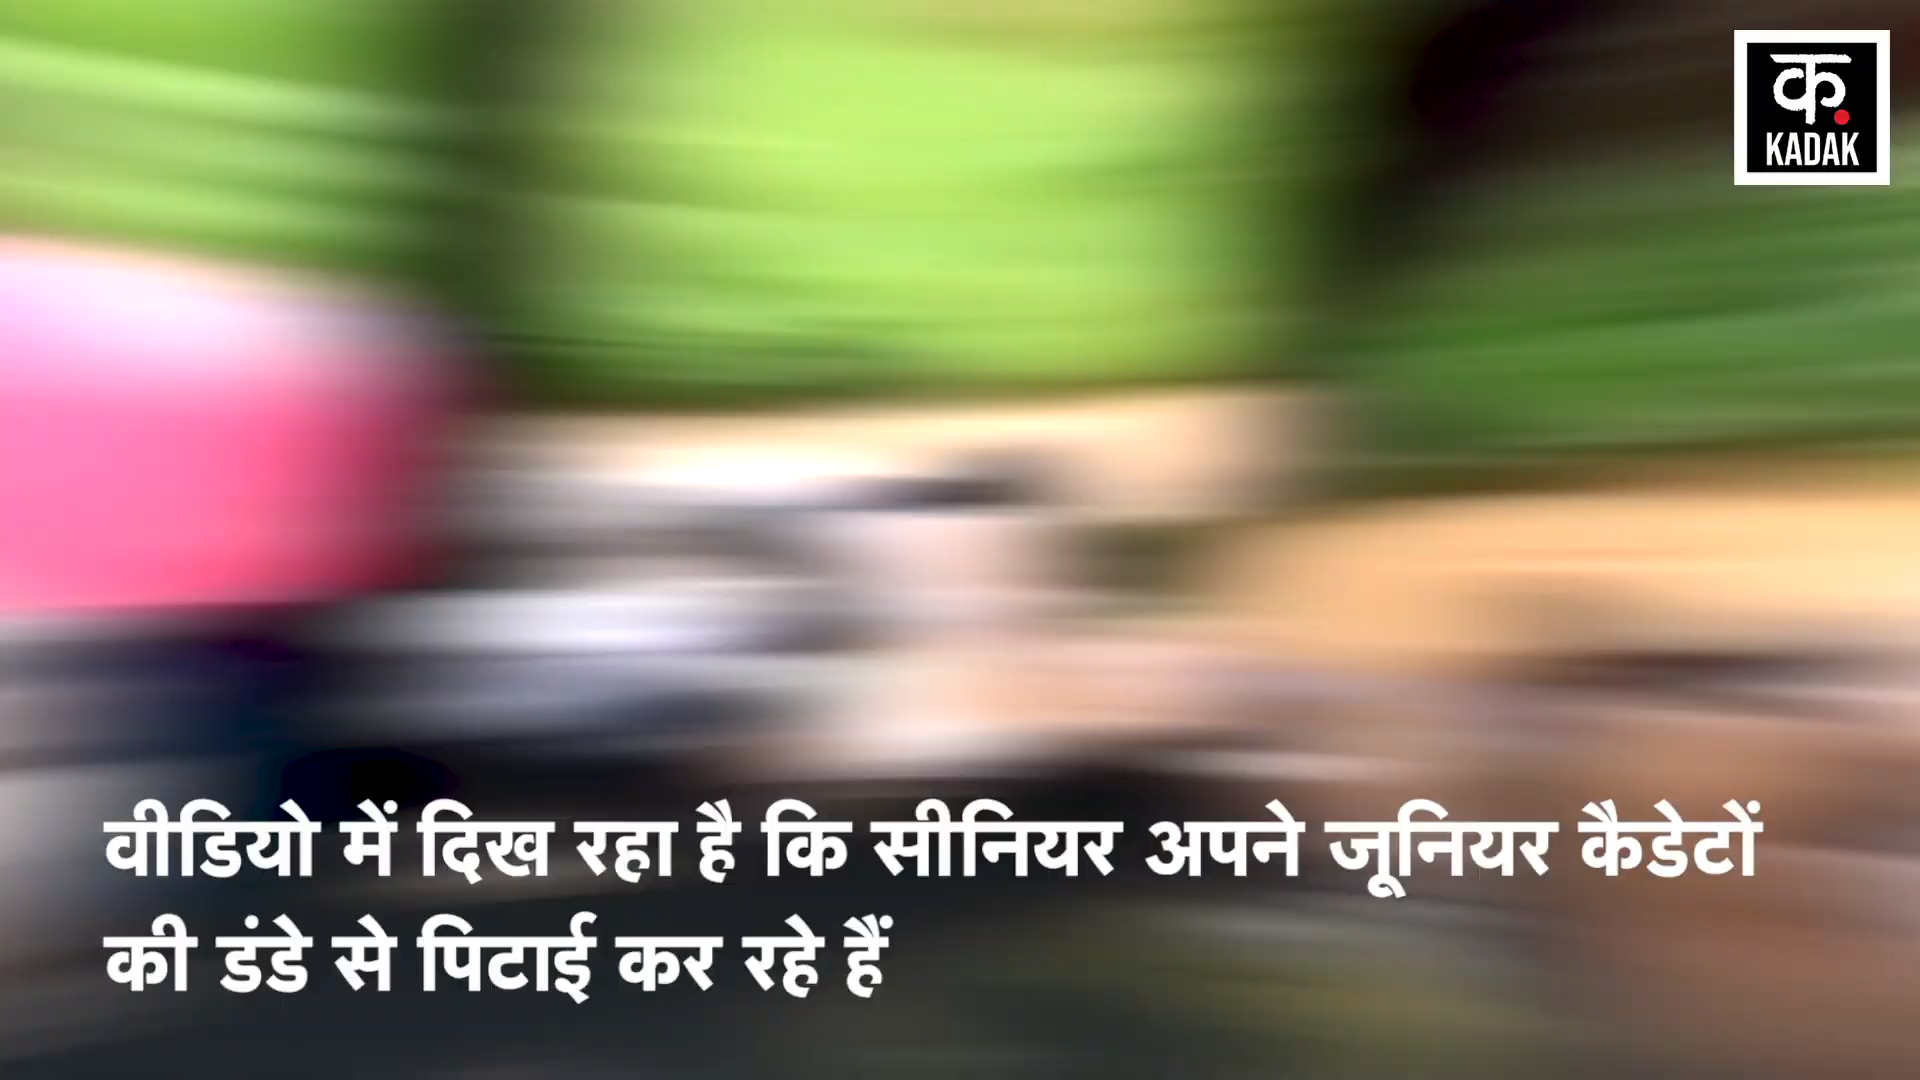 क.
KADAK
वीडियो में दिख रहा है कि सीनियर अपने जूनियर कैडेटों
की डंडे से पिटाई कर रहे हैं